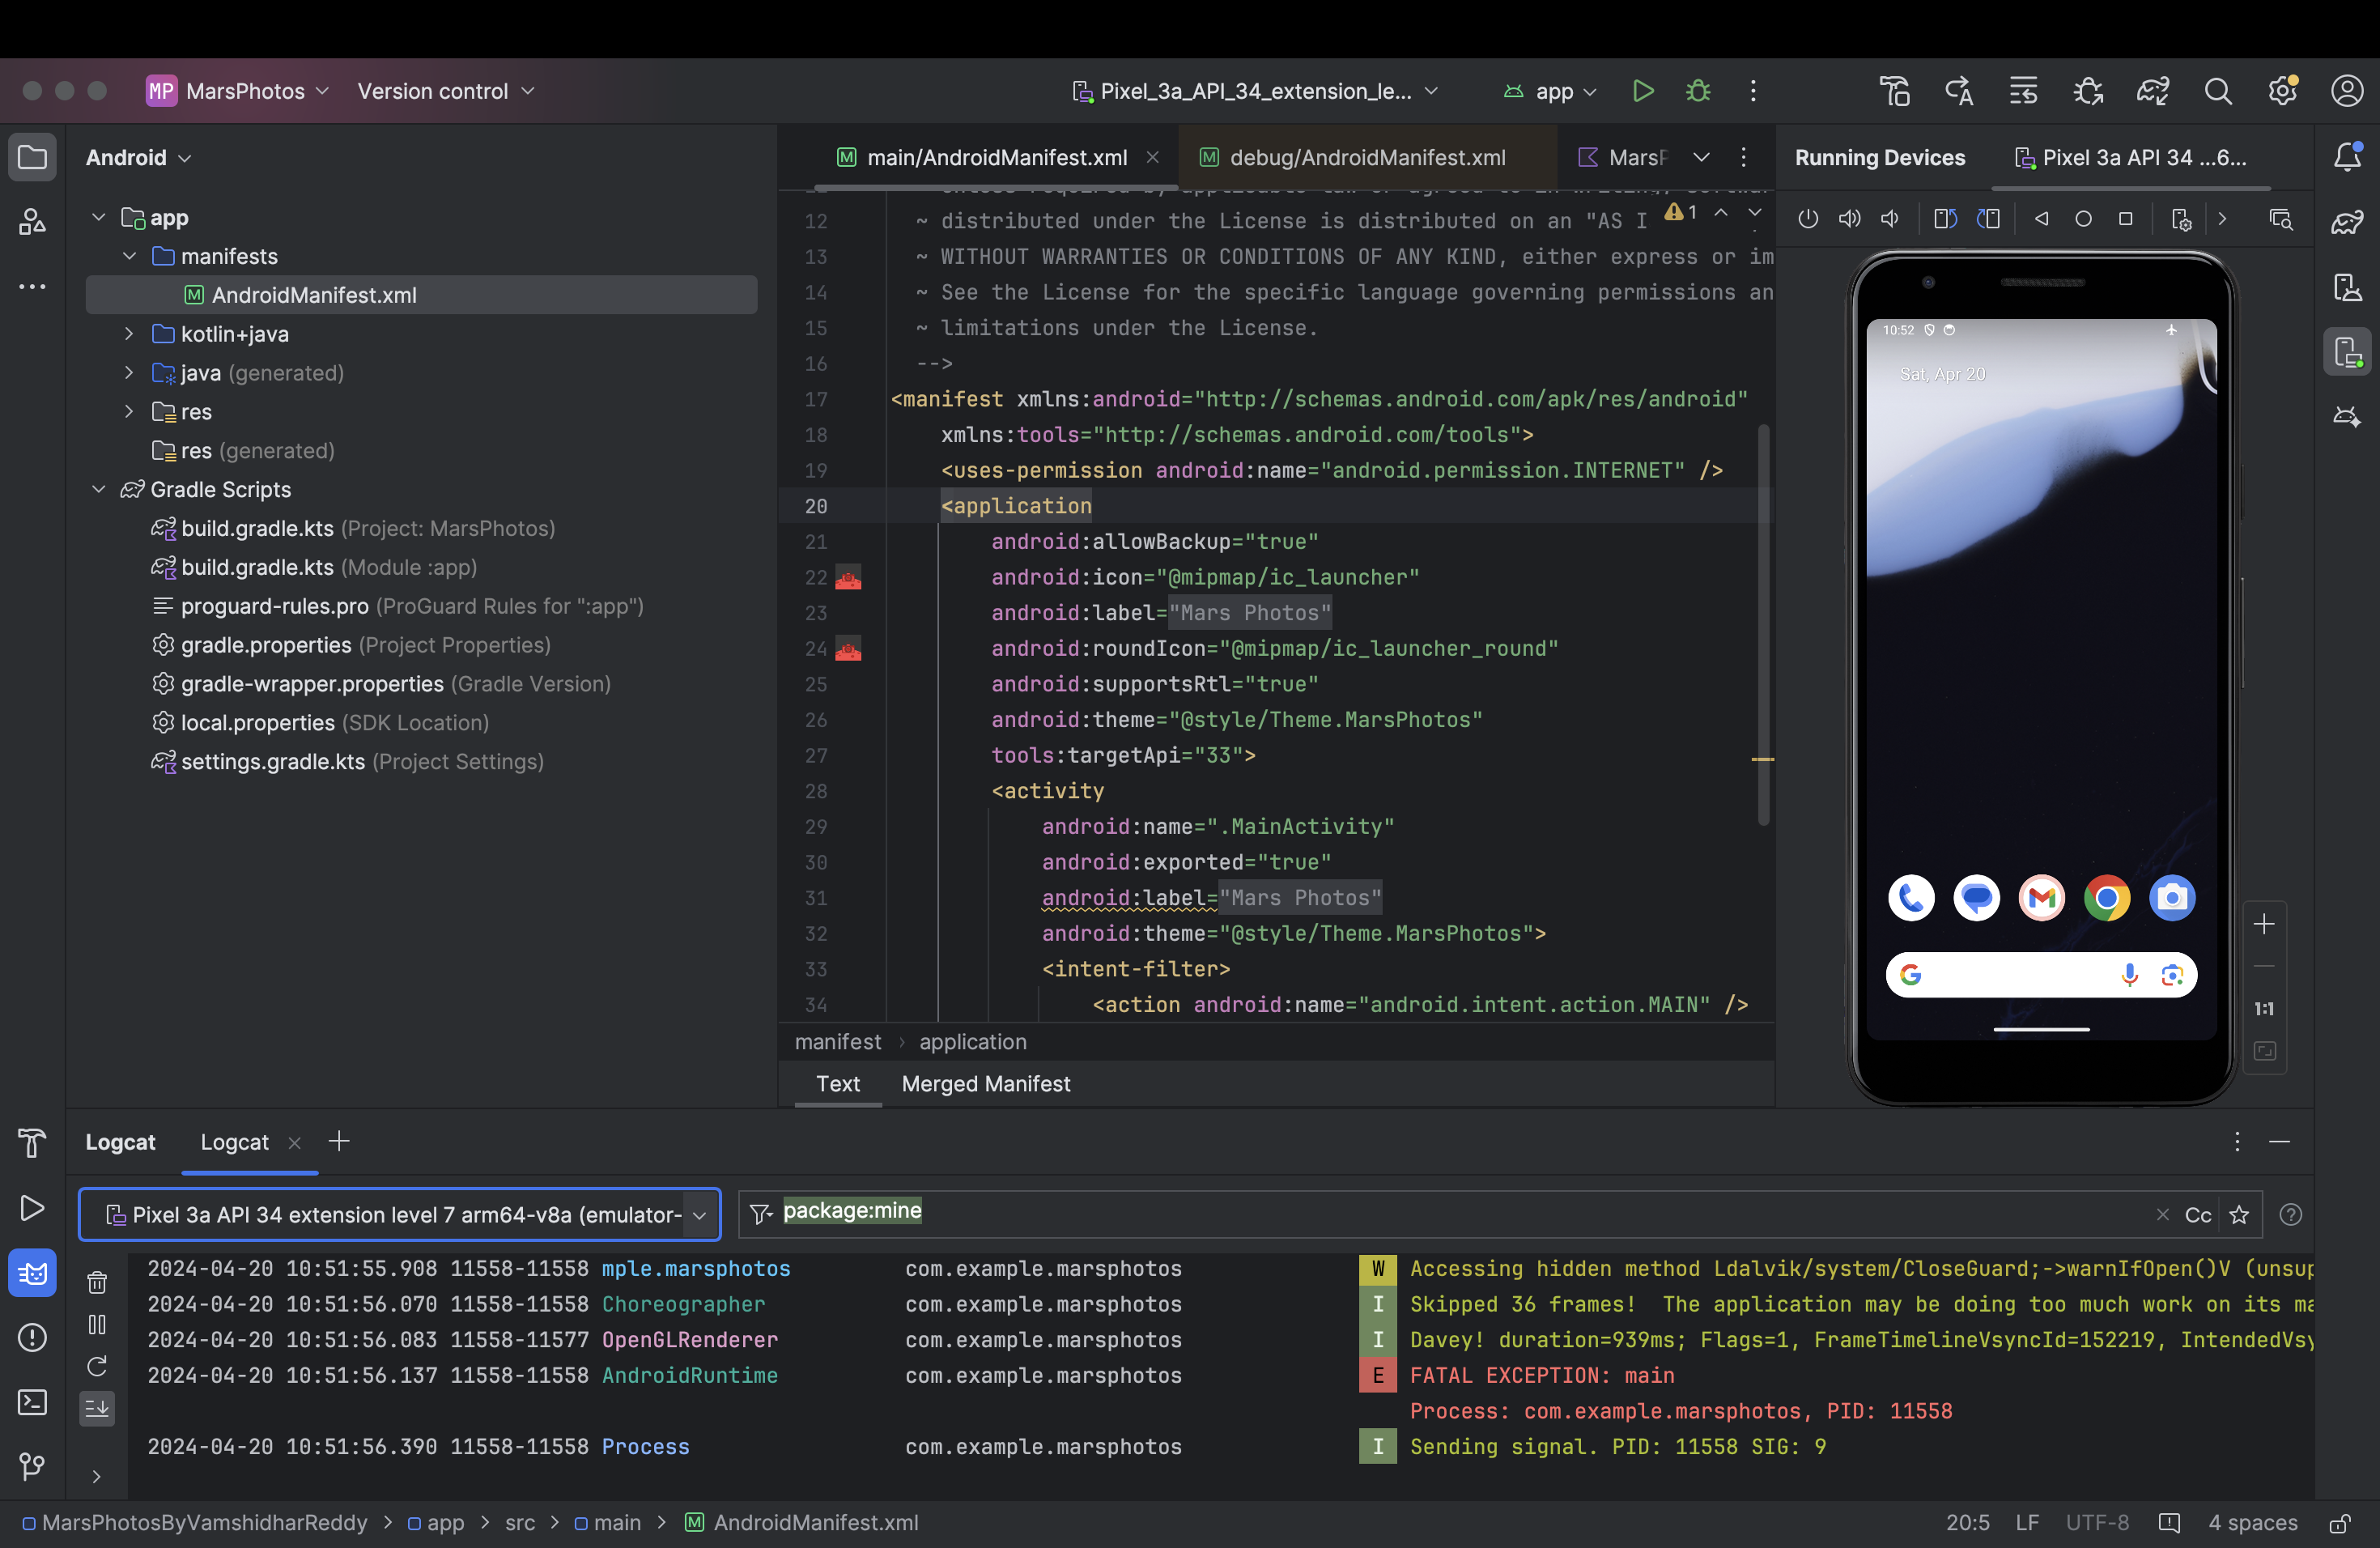 MP MarsPhotos
Version control
Pixel_3a_API_34_extension_le...
app
Android
main/AndroidManifest.xml
debug/AndroidManifest.xml
MarsP
Running Devices
Pixel 3a API 34 ...6...
app
manifests
AndroidManifest.xml
kotlin+java
java (generated)
res
res (generated)
Gradle Scripts
build.gradle.kts (Project: MarsPhotos)
build.gradle.kts (Module :app)
proguard-rules.pro (ProGuard Rules for ":app")
gradle.properties (Project Properties)
gradle-wrapper.properties (Gradle Version)
local.properties (SDK Location)
settings.gradle.kts (Project Settings)
1
12 ~ distributed under the License is distributed on an "AS I
13 ~ WITHOUT WARRANTIES OR CONDITIONS OF ANY KIND, either express or im
14 ~ See the License for the specific language governing permissions an
15 ~ limitations under the License.
16 -->
17 <manifest xmlns:android="http://schemas.android.com/apk/res/android"
18 xmlns:tools="http://schemas.android.com/tools">
19 <uses-permission android:name="android.permission.INTERNET" />
20 <application
21 android:allowBackup="true"
22 android:icon="@mipmap/ic_launcher"
23 android:label="Mars Photos"
24 android:roundIcon="@mipmap/ic_launcher_round"
25 android:supportsRtl="true"
26 android:theme="@style/Theme.MarsPhotos"
27 tools:targetApi="33">
28 <activity
29 android:name=".MainActivity"
30 android:exported="true"
31 android:label="Mars Photos"
32 android:theme="@style/Theme.MarsPhotos">
33 <intent-filter>
34 <action android:name="android.intent.action.MAIN" />
manifest > application
Text
Merged Manifest
10:52
Sat, Apr 20
1:1
Logcat
Logcat
Pixel 3a API 34 extension level 7 arm64-v8a (emulator-
package:mine
Cc
2024-04-20 10:51:55.908 11558-11558 mple.marsphotos com.example.marsphotos W Accessing hidden method Ldalvik/system/CloseGuard;->warnIfOpen()V (unsup
2024-04-20 10:51:56.070 11558-11558 Choreographer com.example.marsphotos I Skipped 36 frames! The application may be doing too much work on its ma
2024-04-20 10:51:56.083 11558-11577 OpenGLRenderer com.example.marsphotos I Davey! duration=939ms; Flags=1, FrameTimelineVsyncId=152219, IntendedVsy
2024-04-20 10:51:56.137 11558-11558 AndroidRuntime com.example.marsphotos E FATAL EXCEPTION: main
Process: com.example.marsphotos, PID: 11558
2024-04-20 10:51:56.390 11558-11558 Process com.example.marsphotos I Sending signal. PID: 11558 SIG: 9
MarsPhotosByVamshidharReddy > app > src > main > AndroidManifest.xml
20:5
LF
UTF-8
4 spaces